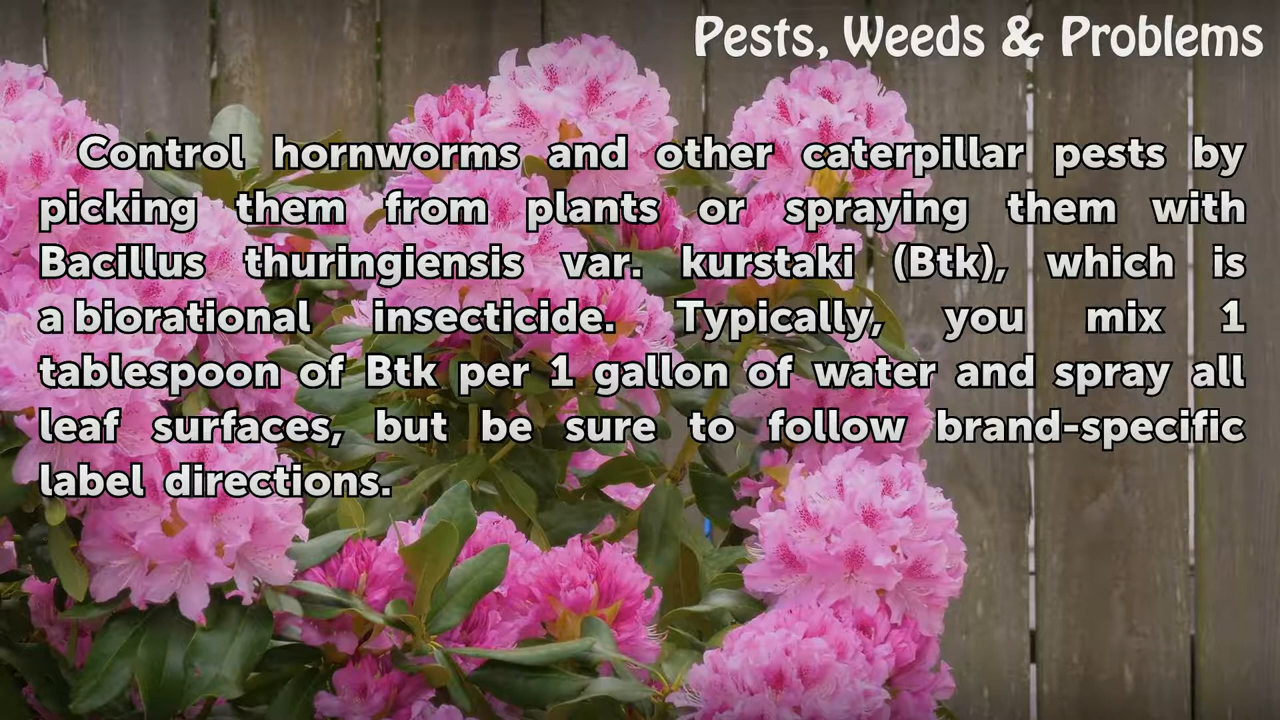 Pests, Weeds & Problems
Control hornworms and other caterpillar pests by
picking them from plants or spraying them with
Bacillus thuringiensis var. kurstaki (Btk), which is
a biorational insecticide. Typically, you mix 1
tablespoon of Btk per 1 gallon of water and spray all
leaf surfaces, but be sure to follow brand-specific
label directions.